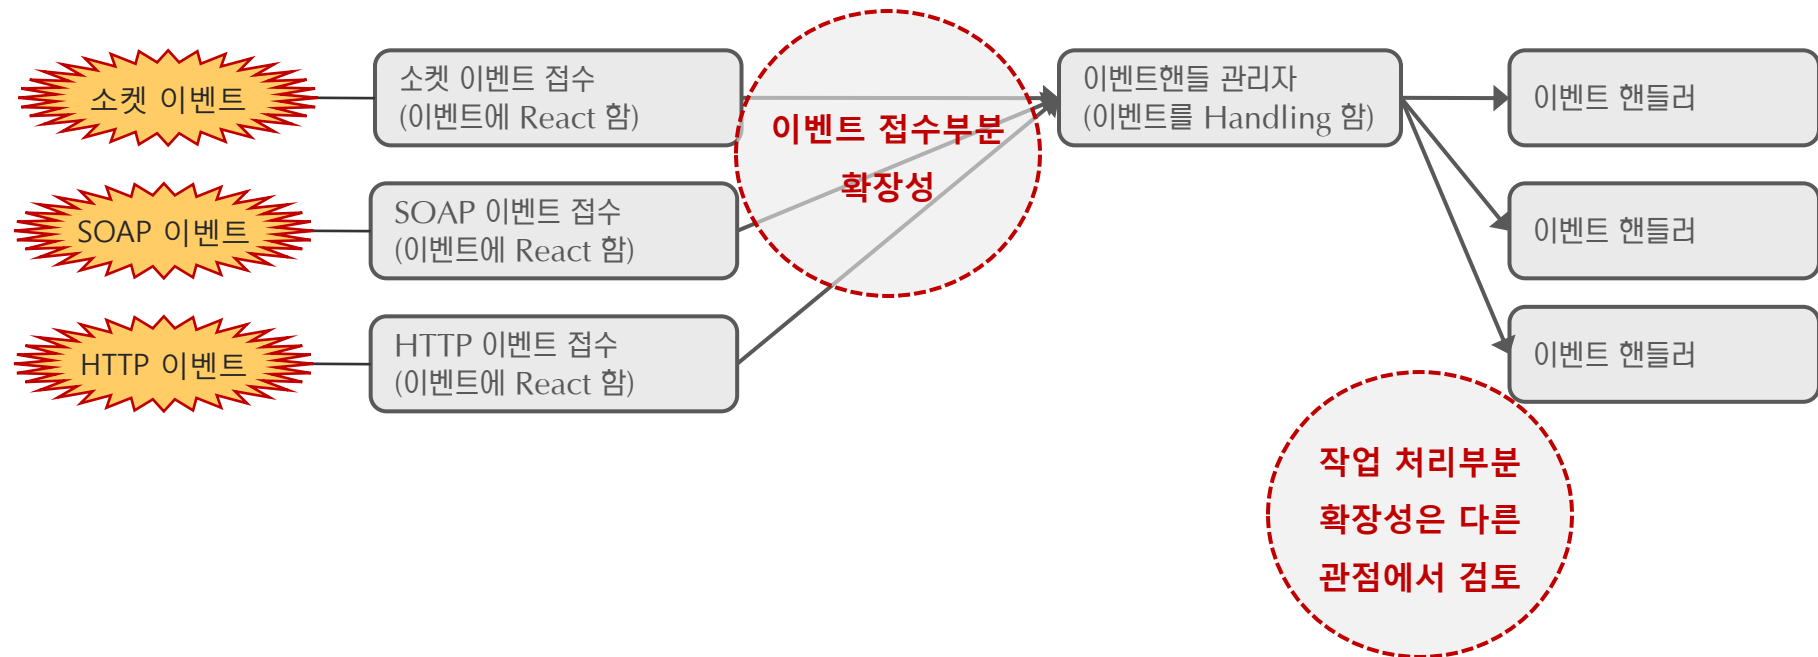 소켓 이벤트
소켓 이벤트 접수
(이벤트에 React 함)
이벤트 접수부분
확장성
이벤트핸들 관리자
(이벤트를 Handling 함)
이벤트 핸들러
SOAP 이벤트
SOAP 이벤트 접수
(이벤트에 React 함)
이벤트 핸들러
HTTP 이벤트
HTTP 이벤트 접수
(이벤트에 React 함)
이벤트 핸들러
작업 처리부분
확장성은 다른
관점에서 검토